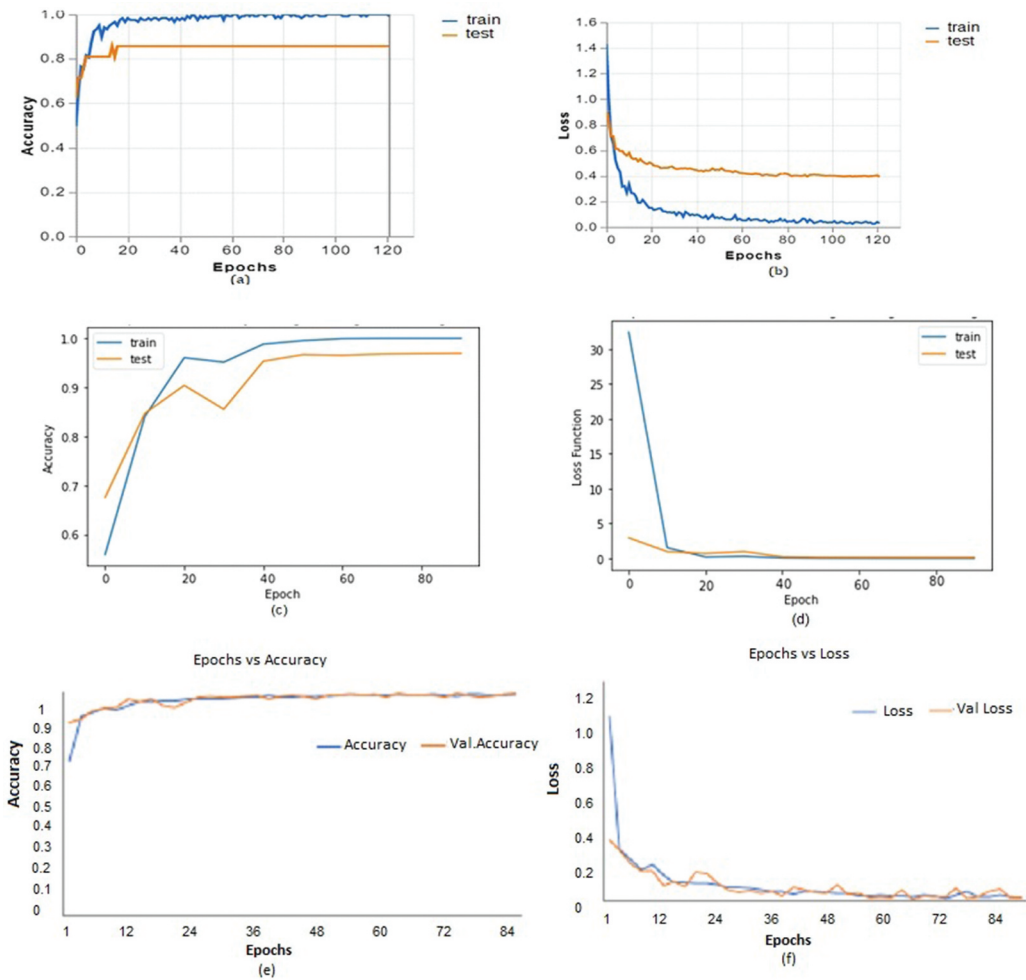 1.0
0.8
0.6
0.4
0.2
0.0
Accuracy
0 20 40 60 80 100 120
Epochs
(a)
train
test
1.6
1.4
1.2
1.0
0.8
0.6
0.4
0.2
0.0
Loss
0 20 40 60 80 100 120
Epochs
(b)
train
test
1.0
0.9
0.8
0.7
0.6
Accuracy
train
test
0 20 40 60 80
Epoch
(c)
30
25
20
15
10
5
0
Loss Function
train
test
0 20 40 60 80
Epoch
(d)
Epochs vs Accuracy
1
0.9
0.8
0.7
0.6
0.5
0.4
0.3
0.2
0.1
0
Accuracy
Accuracy Val.Accuracy
1 12 24 36 48 60 72 84
Epochs
(e)
Epochs vs Loss
1.2
1.0
0.8
0.6
0.4
0.2
0
Loss
Loss Val Loss
1 12 24 36 48 60 72 84
Epochs
(f)